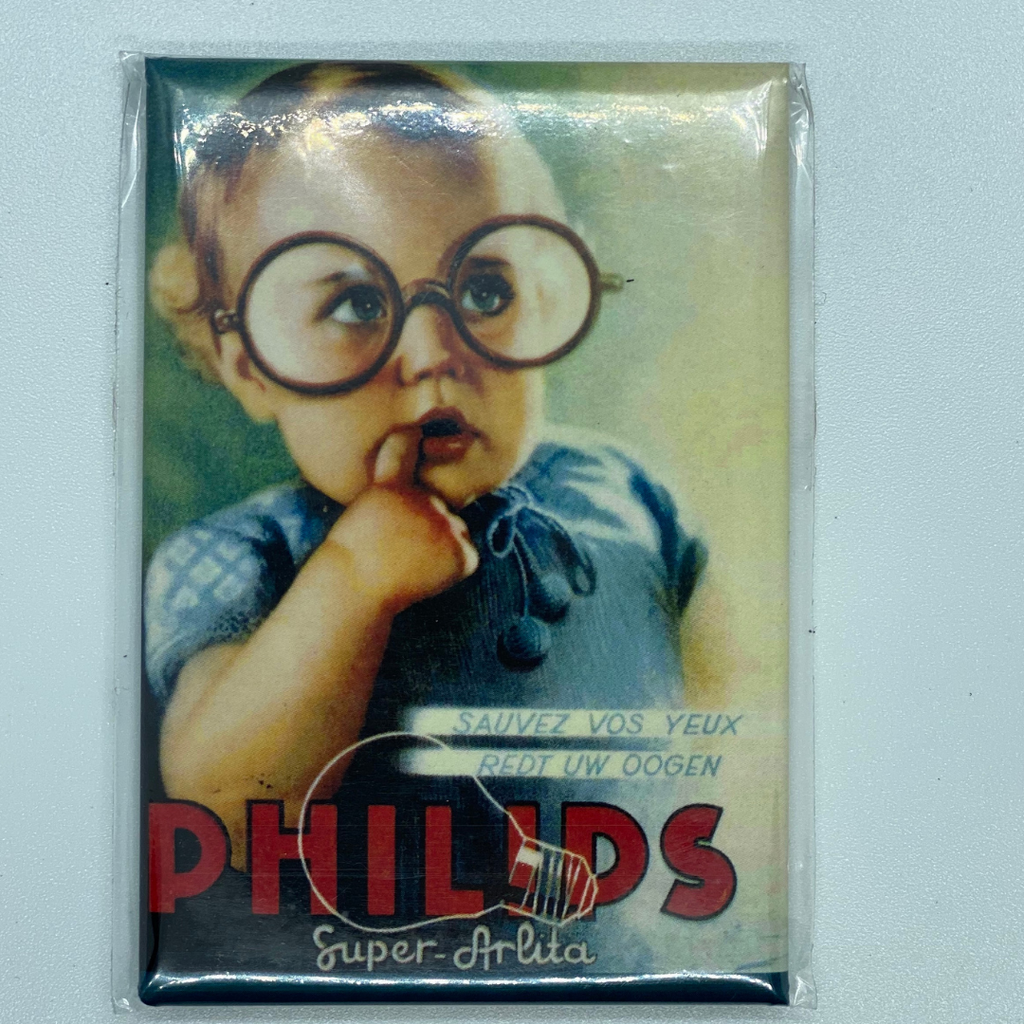 SAUVEZ VOS YEUX
REDT UW OOGEN
PHILIPS
Super-Arlita